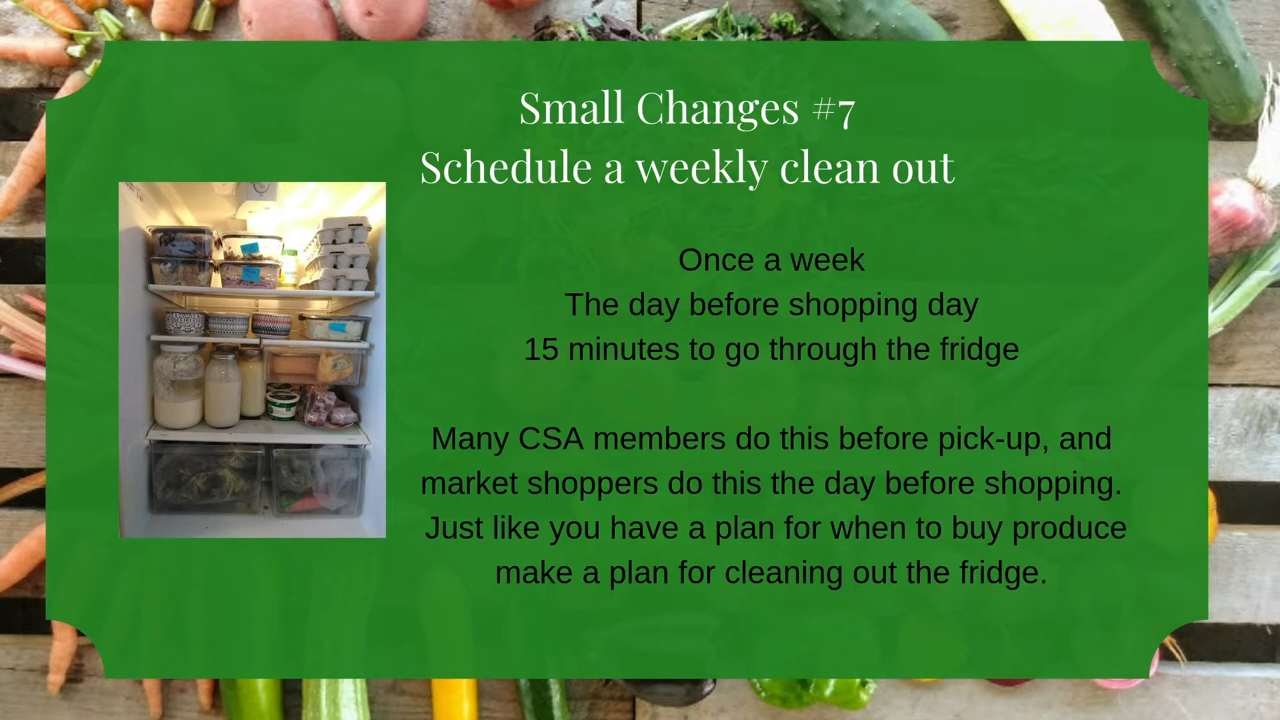 Small Changes #7
Schedule a weekly clean out
Once a week
The day before shopping day
15 minutes to go through the fridge
Many CSA members do this before pick-up, and
market shoppers do this the day before shopping.
Just like you have a plan for when to buy produce
make a plan for cleaning out the fridge.